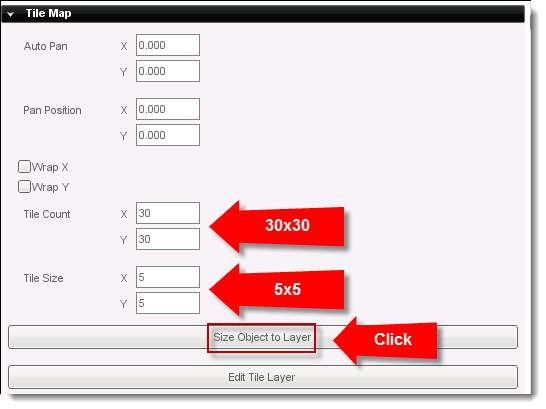 Tile Map
Auto Pan X 0.000
Y 0.000
Pan Position X 0.000
Y 0.000
Wrap X
Wrap Y
Tile Count X 30
Y 30
30x30
Tile Size X 5
Y 5
5x5
Size Object to Layer
Click
Edit Tile Layer